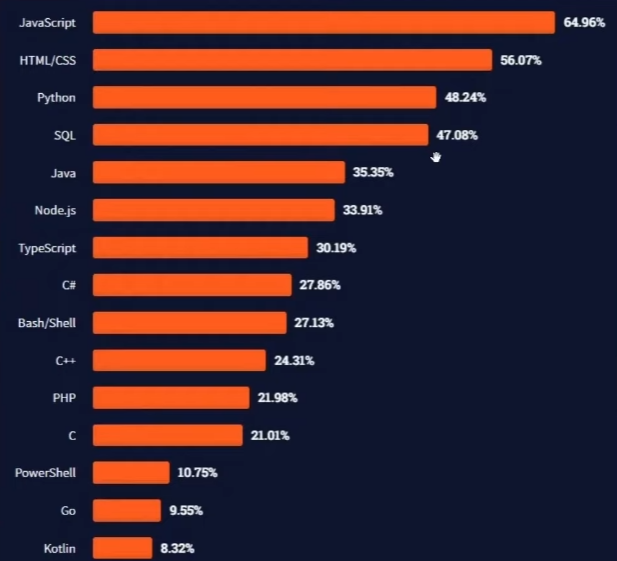 JavaScript 64.96%
HTML/CSS 56.07%
Python 48.24%
SQL 47.08%
Java 35.35%
Node.js 33.91%
TypeScript 30.19%
C# 27.86%
Bash/Shell 27.13%
C++ 24.31%
PHP 21.98%
C 21.01%
PowerShell 10.75%
Go 9.55%
Kotlin 8.32%